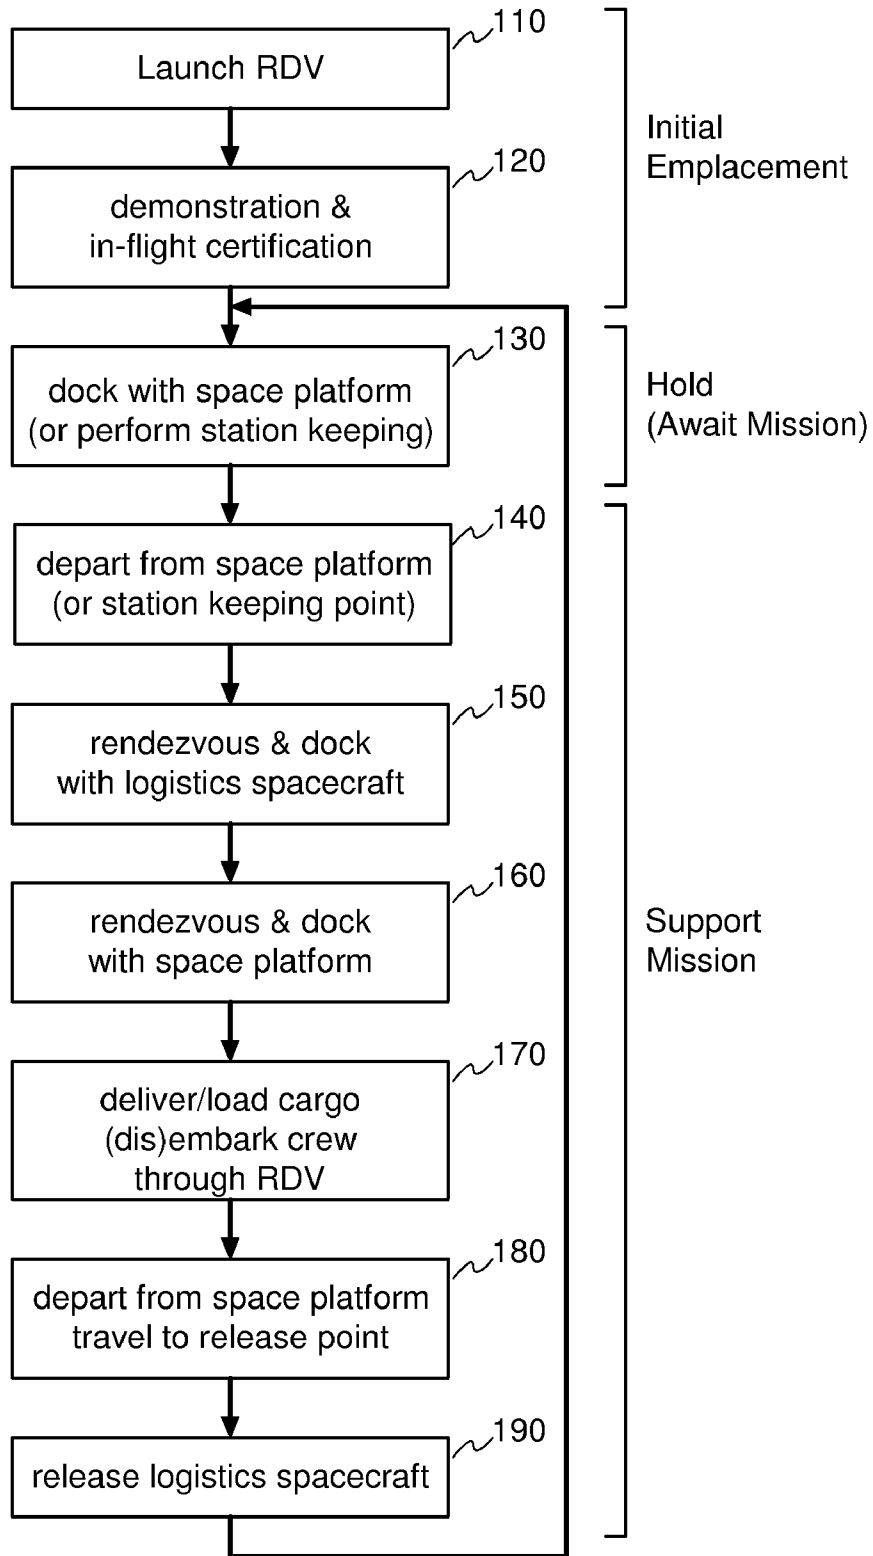 110
Launch RDV
Initial
Emplacement
120
demonstration &
in-flight certification
130
dock with space platform
(or perform station keeping)
Hold
(Await Mission)
140
depart from space platform
(or station keeping point)
150
rendezvous & dock
with logistics spacecraft
160
rendezvous & dock
with space platform
Support
Mission
170
deliver/load cargo
(dis)embark crew
through RDV
180
depart from space platform
travel to release point
190
release logistics spacecraft